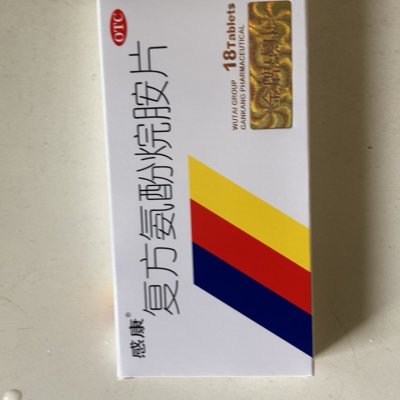 OTC
感康®
复方氨酚烷胺片
18Tablets
WUTAI GROUP
GANKANG PHARMACEUTICAL